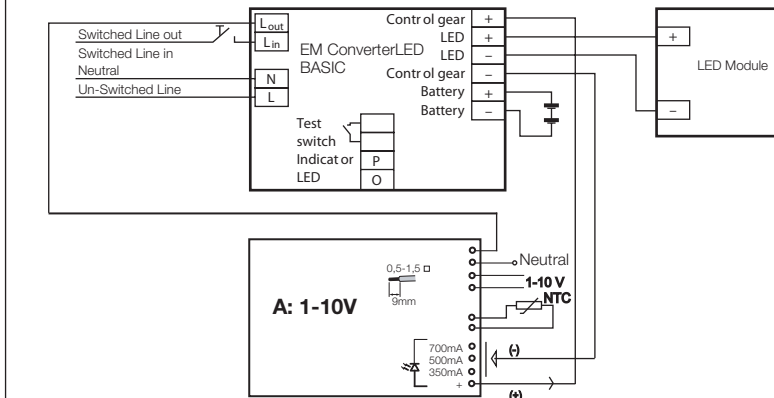 Switched Line out
Switched Line in
Neutral
Un-Switched Line
Lout
Lin
N
L
EM ConverterLED
BASIC
Test
switch
Indicator
LED
P
O
Control gear +
LED +
LED –
Control gear –
Battery +
Battery –
+
–
LED Module
A: 1-10V
0,5-1,5
9mm
Neutral
1-10 V
NTC
700mA
500mA
350mA
+
(-)
(+)